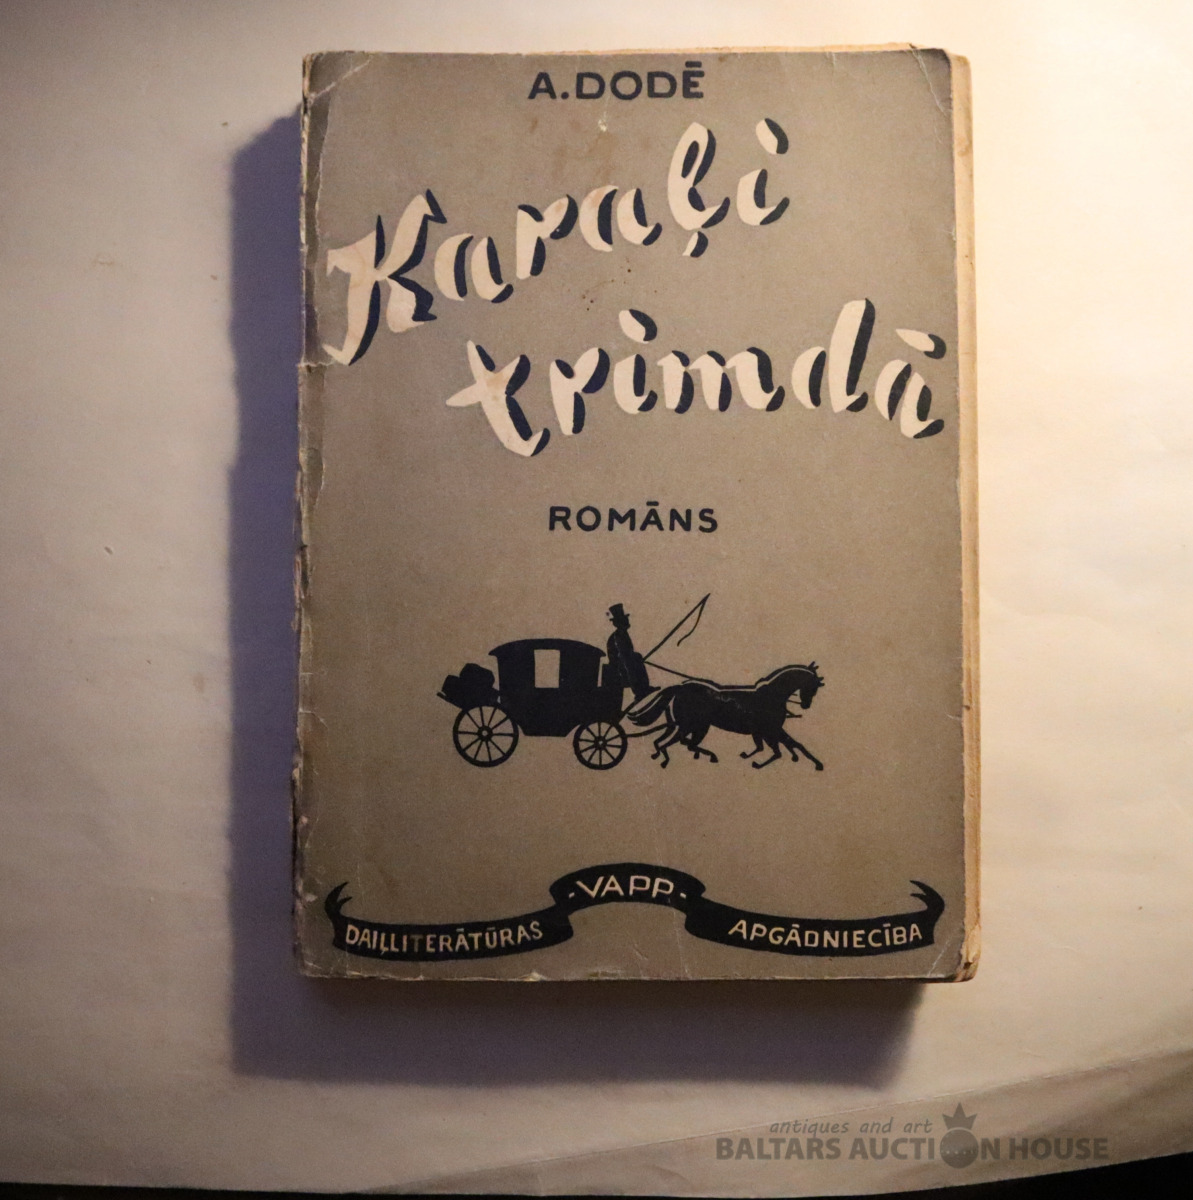 A. DODĒ
Karaļi
trimdā
ROMĀNS
DAIĻLITERĀTŪRAS -VAPP- APGĀDNIECĪBA
antiques and art
BALTARS AUCTION HOUSE